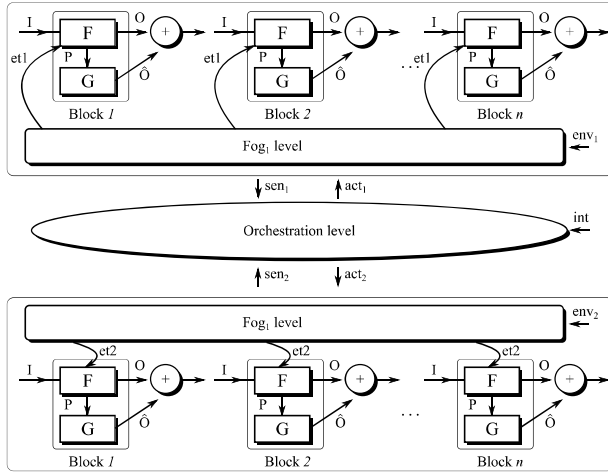 I F O + I F O + I F O +
et1 P et1 P et1 P
G Ô G Ô ... G Ô
Block 1 Block 2 Block n
Fog₁ level env₁
sen₁ act₁
Orchestration level int
sen₂ act₂
Fog₁ level env₂
et2 et2 et2
I F O + I F O + I F O +
P P P
G Ô G Ô ... G Ô
Block 1 Block 2 Block n